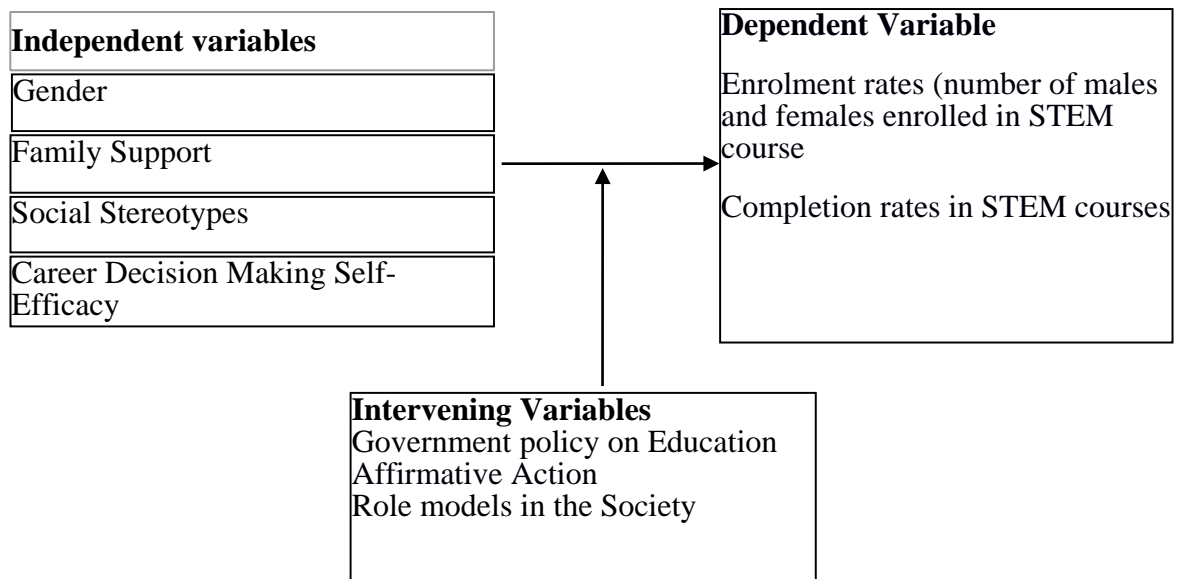 Independent variables
Gender
Family Support
Social Stereotypes
Career Decision Making Self-
Efficacy
Dependent Variable
Enrolment rates (number of males
and females enrolled in STEM
course
Completion rates in STEM courses
Intervening Variables
Government policy on Education
Affirmative Action
Role models in the Society